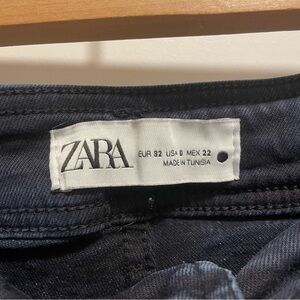 ZARA
EUR 32 USA 0 MEX 22
MADE IN TUNISIA